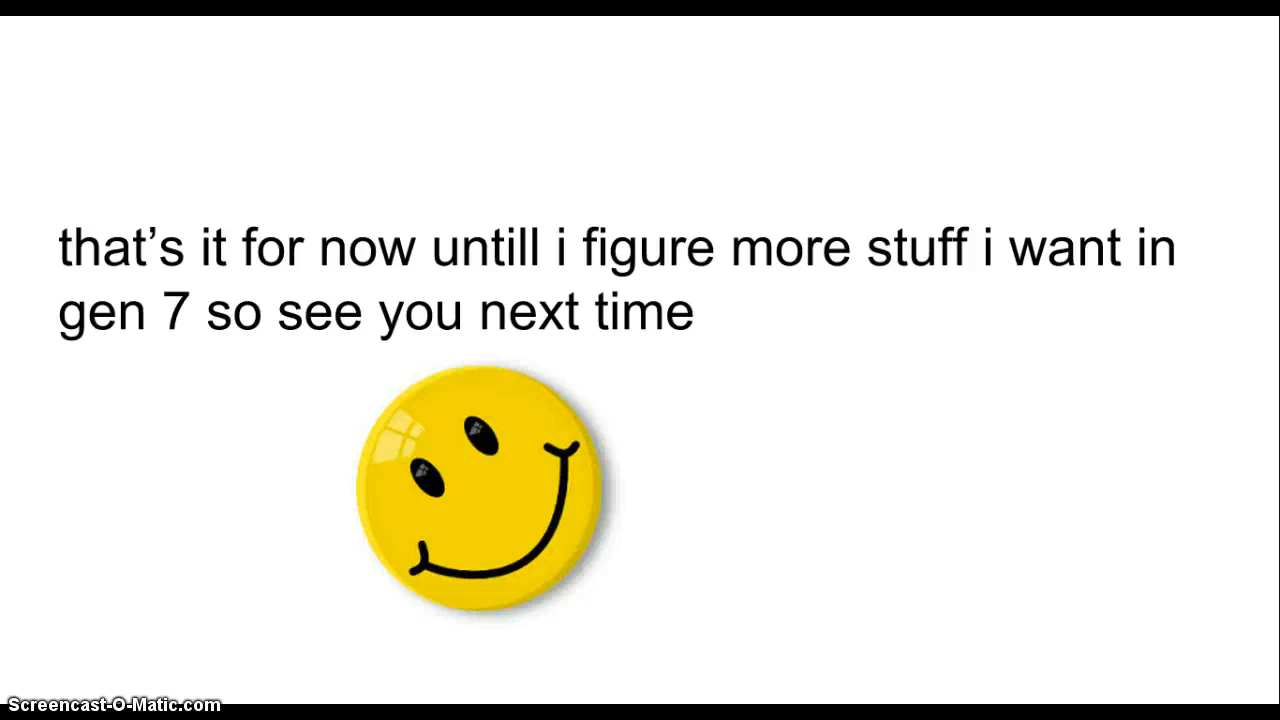 that’s it for now untill i figure more stuff i want in
gen 7 so see you next time
Screencast-O-Matic.com